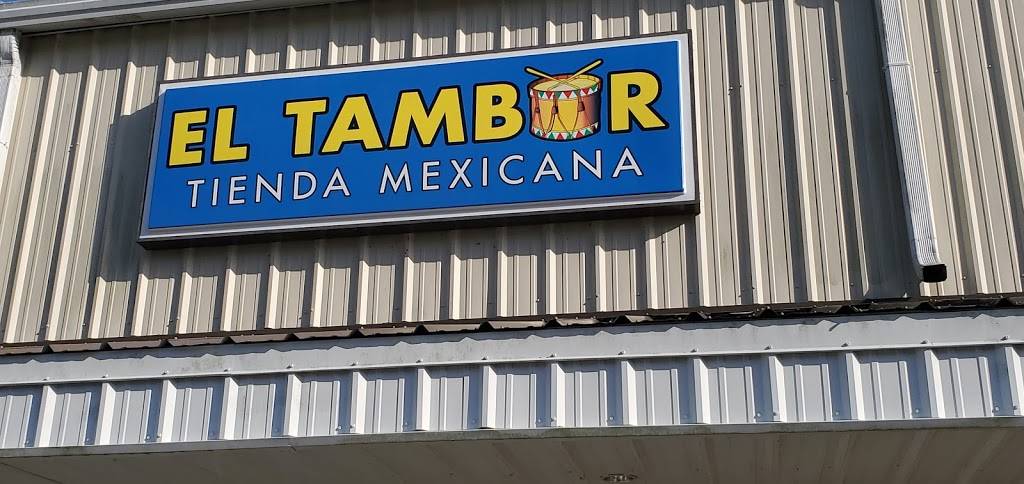 EL TAMBOR
TIENDA MEXICANA